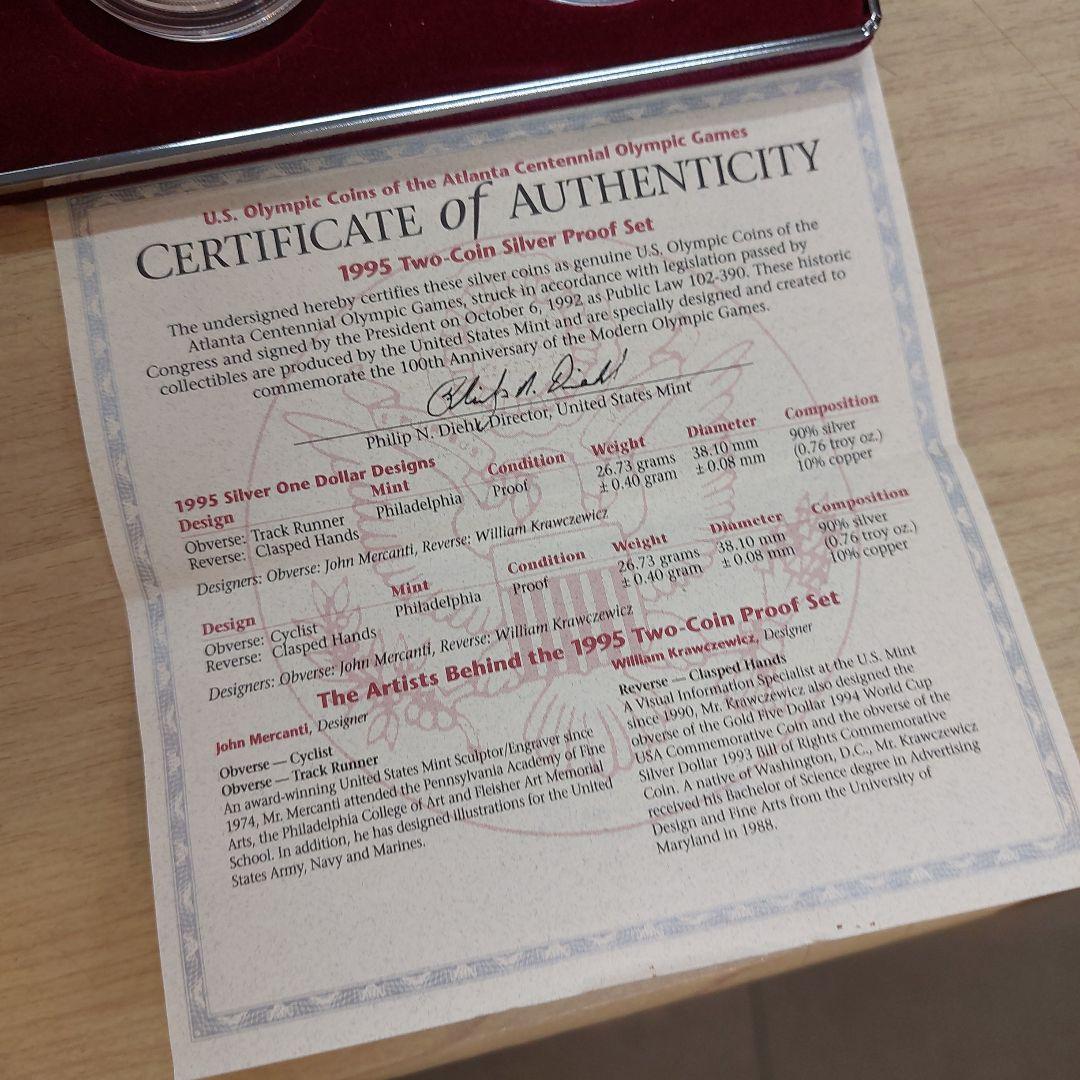 U.S. Olympic Coins of the Atlanta Centennial Olympic Games
CERTIFICATE of AUTHENTICITY
1995 Two-Coin Silver Proof Set
The undersigned hereby certifies these silver coins as genuine U.S. Olympic Coins of the
Atlanta Centennial Olympic Games, struck in accordance with legislation passed by
Congress and signed by the President on October 6, 1992 as Public Law 102-390. These historic
collectibles are produced by the United States Mint and are specially designed and created to
commemorate the 100th Anniversary of the Modern Olympic Games.
Philip N. Diehl
Philip N. Diehl, Director, United States Mint
1995 Silver One Dollar Designs
Design Mint Condition Weight Diameter Composition
Obverse: Track Runner Philadelphia Proof 26.73 grams 38.10 mm 90% silver
Reverse: Clasped Hands ± 0.40 gram ± 0.08 mm (0.76 troy oz.)
10% copper
Designers: Obverse: John Mercanti, Reverse: William Krawczewicz
Design Mint Condition Weight Diameter Composition
Obverse: Cyclist Philadelphia Proof 26.73 grams 38.10 mm 90% silver
Reverse: Clasped Hands ± 0.40 gram ± 0.08 mm (0.76 troy oz.)
10% copper
Designers: Obverse: John Mercanti, Reverse: William Krawczewicz
The Artists Behind the 1995 Two-Coin Proof Set
John Mercanti, Designer
Obverse — Cyclist
Obverse — Track Runner
An award-winning United States Mint Sculptor/Engraver since
1974, Mr. Mercanti attended the Pennsylvania Academy of Fine
Arts, the Philadelphia College of Art and Fleisher Art Memorial
School. In addition, he has designed illustrations for the United
States Army, Navy and Marines.
William Krawczewicz, Designer
Reverse — Clasped Hands
A Visual Information Specialist at the U.S. Mint
since 1990, Mr. Krawczewicz also designed the
obverse of the Gold Five Dollar 1994 World Cup
USA Commemorative Coin and the obverse of the
Silver Dollar 1993 Bill of Rights Commemorative
Coin. A native of Washington, D.C., Mr. Krawczewicz
received his Bachelor of Science degree in Advertising
Design and Fine Arts from the University of
Maryland in 1988.